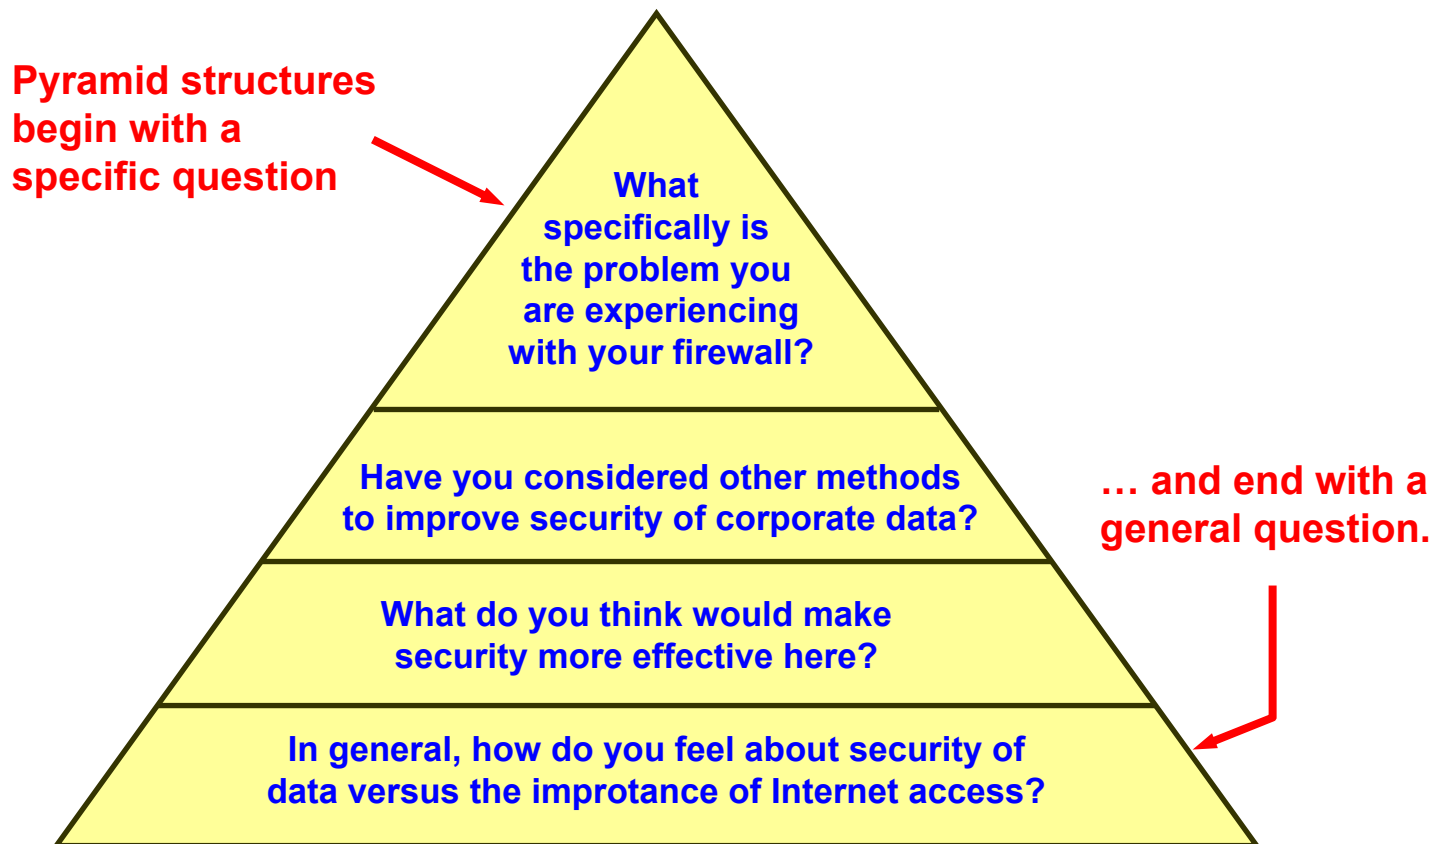 Pyramid structures
begin with a
specific question
What
specifically is
the problem you
are experiencing
with your firewall?
Have you considered other methods
to improve security of corporate data?
… and end with a
general question.
What do you think would make
security more effective here?
In general, how do you feel about security of
data versus the improtance of Internet access?